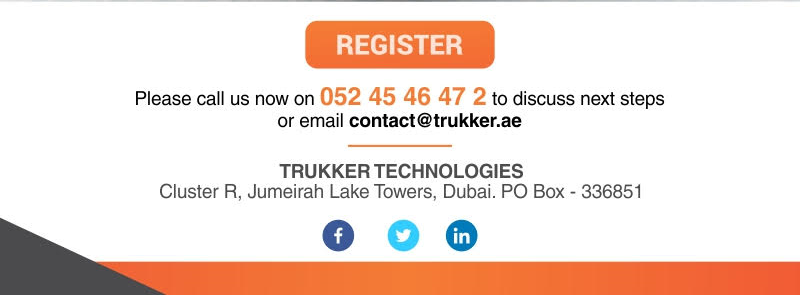 REGISTER
Please call us now on 052 45 46 47 2 to discuss next steps
or email contact@trukker.ae
TRUKKER TECHNOLOGIES
Cluster R, Jumeirah Lake Towers, Dubai. PO Box - 336851
f
in